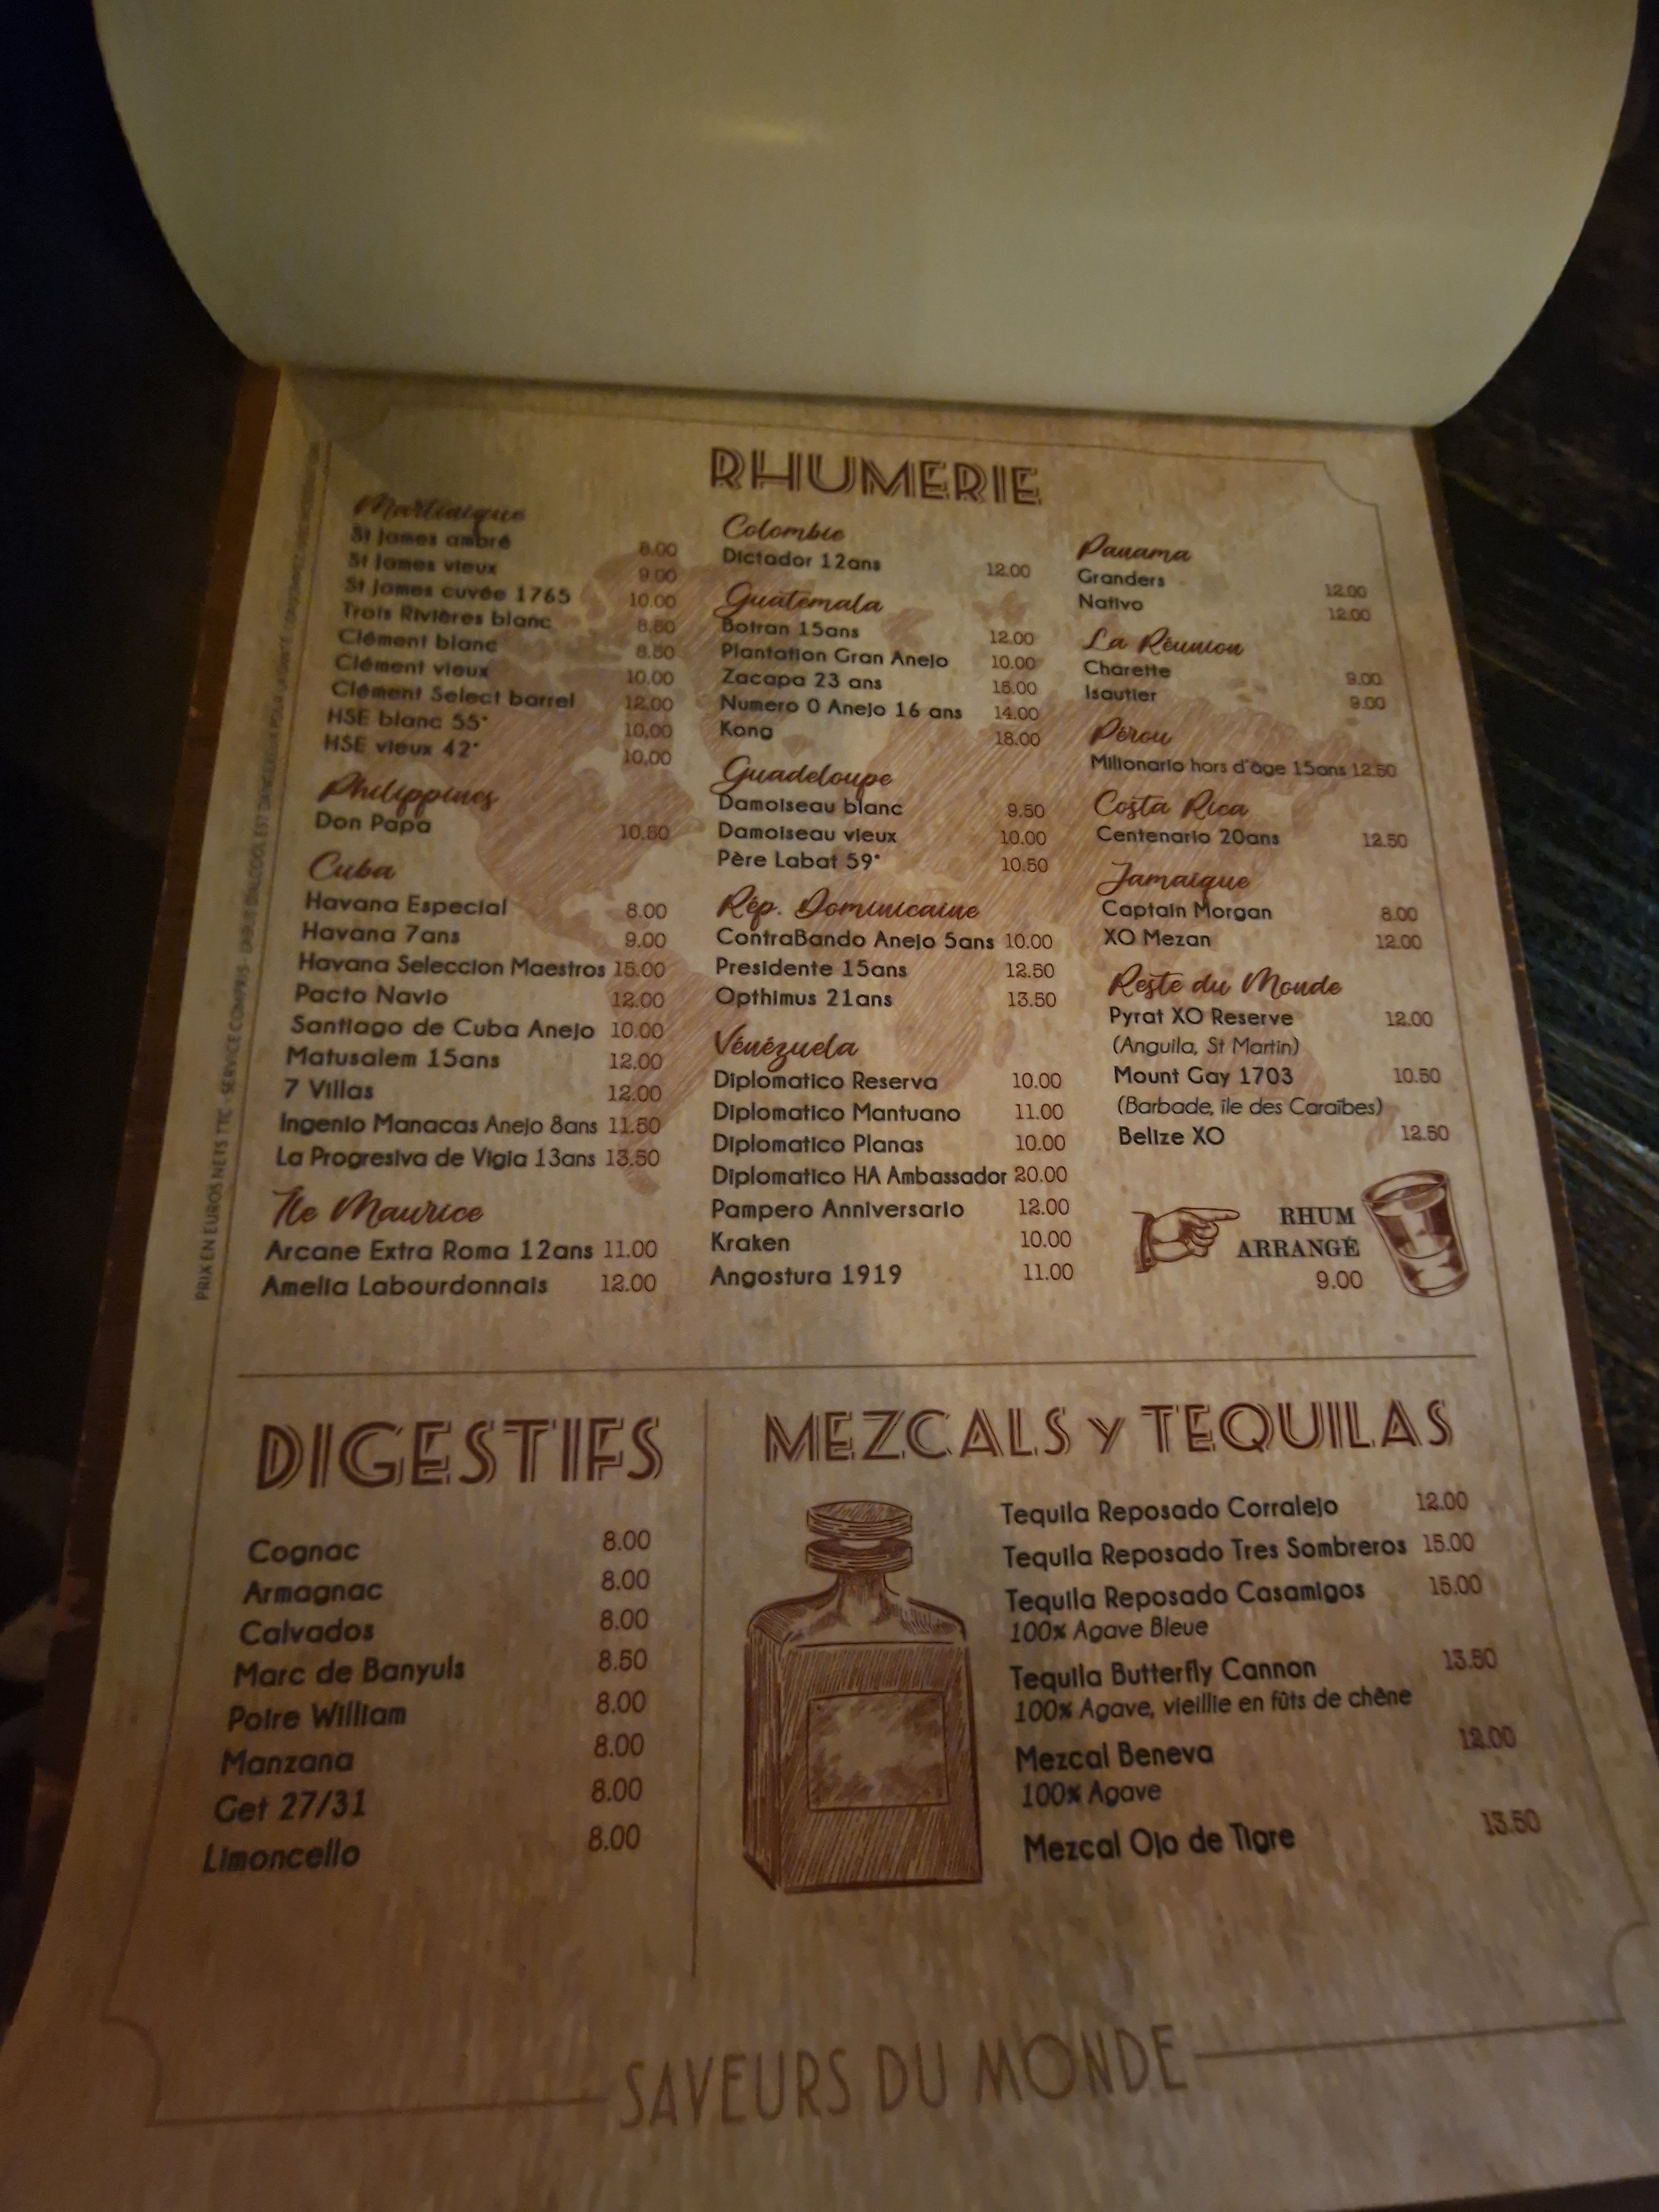 RHUMERIE
Martinique
St James ambré 8.00
St James vieux 9.00
St James cuvée 1765 10.00
Trois Rivières blanc 8.50
Clément blanc 8.50
Clément vieux 10.00
Clément Select barrel 12.00
HSE blanc 55° 10.00
HSE vieux 42° 10.00
Philippines
Don Papa 10.50
Cuba
Havana Especial 8.00
Havana 7ans 9.00
Havana Seleccion Maestros 15.00
Pacto Navio 12.00
Santiago de Cuba Anejo 10.00
Matusalem 15ans 12.00
7 Villas 12.00
Ingenio Manacas Anejo 8ans 11.50
La Progresiva de Vigia 13ans 13.50
Île Maurice
Arcane Extra Roma 12ans 11.00
Amelia Labourdonnais 12.00
Colombie
Dictador 12ans 12.00
Guatemala
Botran 15ans 12.00
Plantation Gran Anejo 10.00
Zacapa 23 ans 15.00
Numero 0 Anejo 16 ans 14.00
Kong 18.00
Guadeloupe
Damoiseau blanc 9.50
Damoiseau vieux 10.00
Père Labat 59° 10.50
Rép. Dominicaine
ContraBando Anejo 5ans 10.00
Presidente 15ans 12.50
Opthimus 21ans 13.50
Vénézuela
Diplomatico Reserva 10.00
Diplomatico Mantuano 11.00
Diplomatico Planas 10.00
Diplomatico HA Ambassador 20.00
Pampero Anniversario 12.00
Kraken 10.00
Angostura 1919 11.00
Panama
Granders 12.00
Nativo 12.00
La Réunion
Charette 9.00
Isautier 9.00
Pérou
Milionario hors d'âge 15ans 12.50
Costa Rica
Centenario 20ans 12.50
Jamaïque
Captain Morgan 8.00
XO Mezan 12.00
Reste du Monde
Pyrat XO Reserve 12.00
(Anguila, St Martin)
Mount Gay 1703 10.50
(Barbade, île des Caraïbes)
Belize XO 12.50
RHUM
ARRANGÉ
9.00
PRIX EN EUROS NETS TTC - SERVICE COMPRIS - L'ABUS D'ALCOOL EST DANGEREUX POUR LA SANTÉ
DIGESTIFS
Cognac 8.00
Armagnac 8.00
Calvados 8.00
Marc de Banyuls 8.50
Poire William 8.00
Manzana 8.00
Get 27/31 8.00
Limoncello 8.00
MEZCALS y TEQUILAS
Tequila Reposado Corralejo 12.00
Tequila Reposado Tres Sombreros 15.00
Tequila Reposado Casamigos 15.00
100% Agave Bleue
Tequila Butterfly Cannon 13.50
100% Agave, vieillie en fûts de chêne
Mezcal Beneva 12.00
100% Agave
Mezcal Ojo de Tigre 13.50
SAVEURS DU MONDE